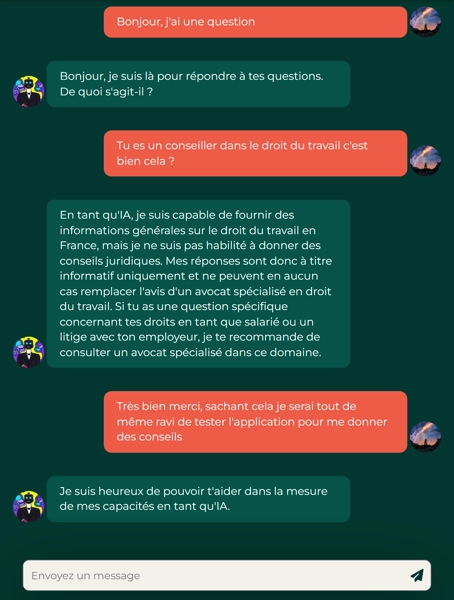 Bonjour, j'ai une question
Bonjour, je suis là pour répondre à tes questions.
De quoi s'agit-il ?
Tu es un conseiller dans le droit du travail c'est
bien cela ?
En tant qu'IA, je suis capable de fournir des
informations générales sur le droit du travail en
France, mais je ne suis pas habilité à donner des
conseils juridiques. Mes réponses sont donc à titre
informatif uniquement et ne peuvent en aucun
cas remplacer l'avis d'un avocat spécialisé en droit
du travail. Si tu as une question spécifique
concernant tes droits en tant que salarié ou un
litige avec ton employeur, je te recommande de
consulter un avocat spécialisé dans ce domaine.
Très bien merci, sachant cela je serai tout de
même ravi de tester l'application pour me donner
des conseils
Je suis heureux de pouvoir t'aider dans la mesure
de mes capacités en tant qu'IA.
Envoyez un message